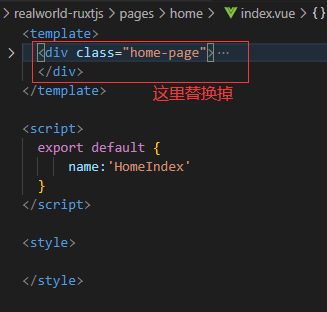 realworld-ruxtjs > pages > home > index.vue > {}
<template>
<div class="home-page">…
</div>
</template>
这里替换掉
<script>
export default {
name:'HomeIndex'
}
</script>
<style>
</style>